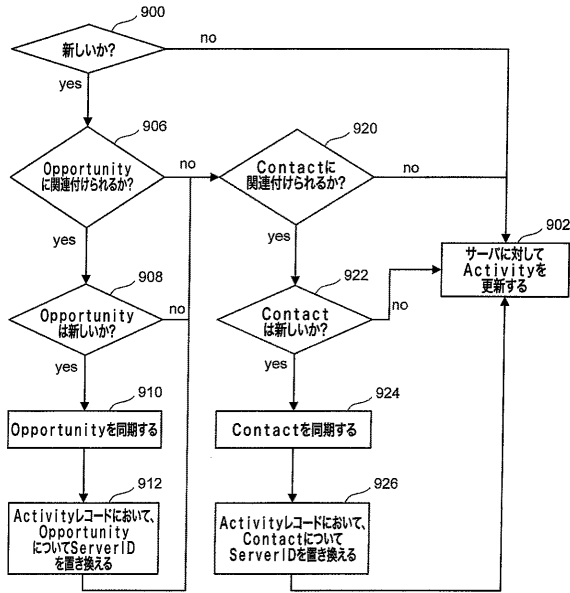 900
新しいか?
no
yes
906
Opportunity
に関連付けられるか?
no
yes
920
Contactに
関連付けられるか?
no
yes
902
サーバに対して
Activityを
更新する
908
Opportunity
は新しいか?
no
yes
922
Contact
は新しいか?
no
yes
910
Opportunityを同期する
924
Contactを同期する
912
Activityレコードにおいて、
Opportunity
についてServerID
を置き換える
926
Activityレコードにおいて、
Contactについて
ServerIDを置き換える